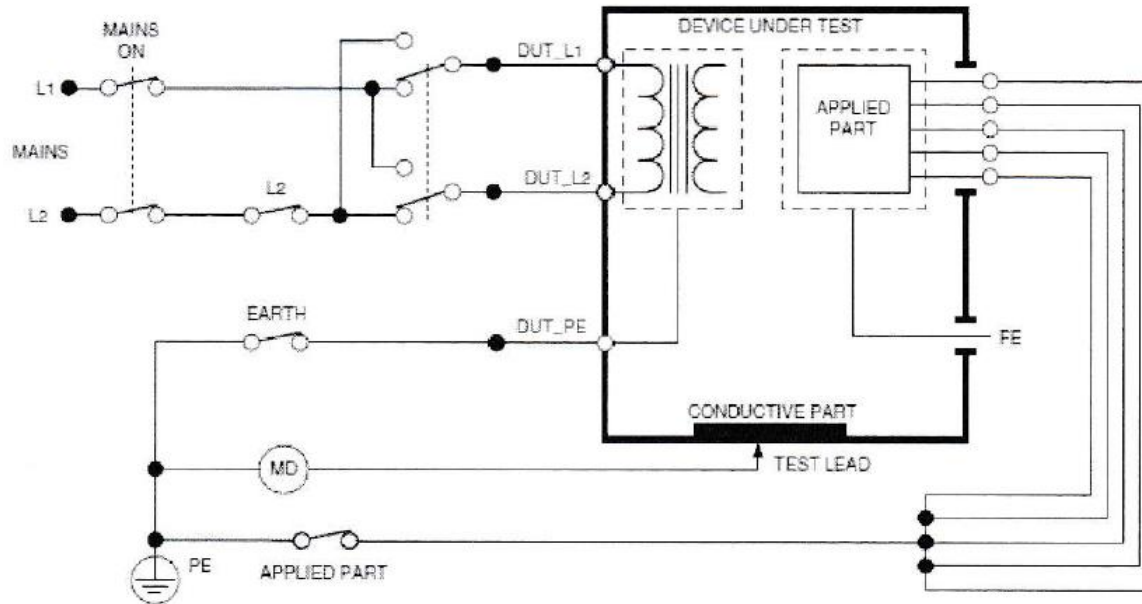 DEVICE UNDER TEST
MAINS
ON
DUT_L1
L1
APPLIED
PART
MAINS
L2
DUT_L2
L2
EARTH
DUT_PE
FE
CONDUCTIVE PART
MD
TEST LEAD
PE
APPLIED PART